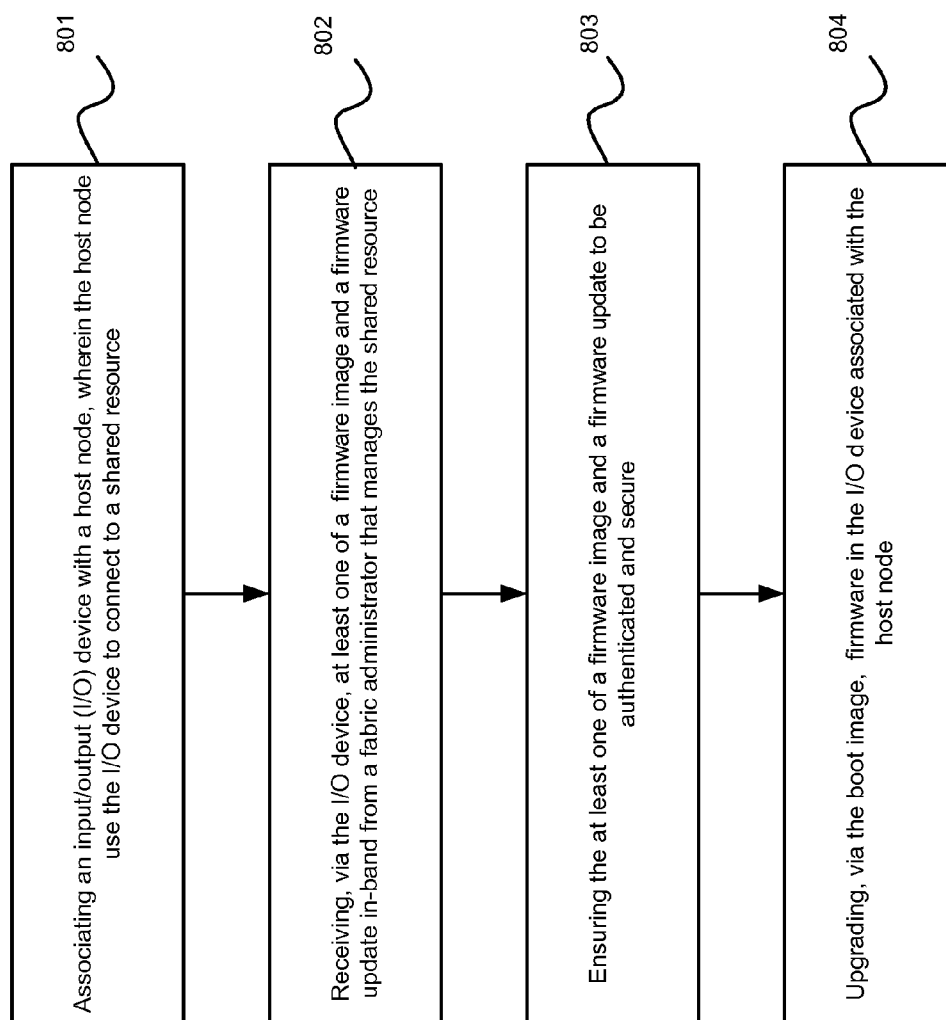 801
Associating an input/output (I/O) device with a host node, wherein the host node
use the I/O device to connect to a shared resource
802
Receiving, via the I/O device, at least one of a firmware image and a firmware
update in-band from a fabric administrator that manages the shared resource
803
Ensuring the at least one of a firmware image and a firmware update to be
authenticated and secure
804
Upgrading, via the boot image, firmware in the I/O device associated with the
host node